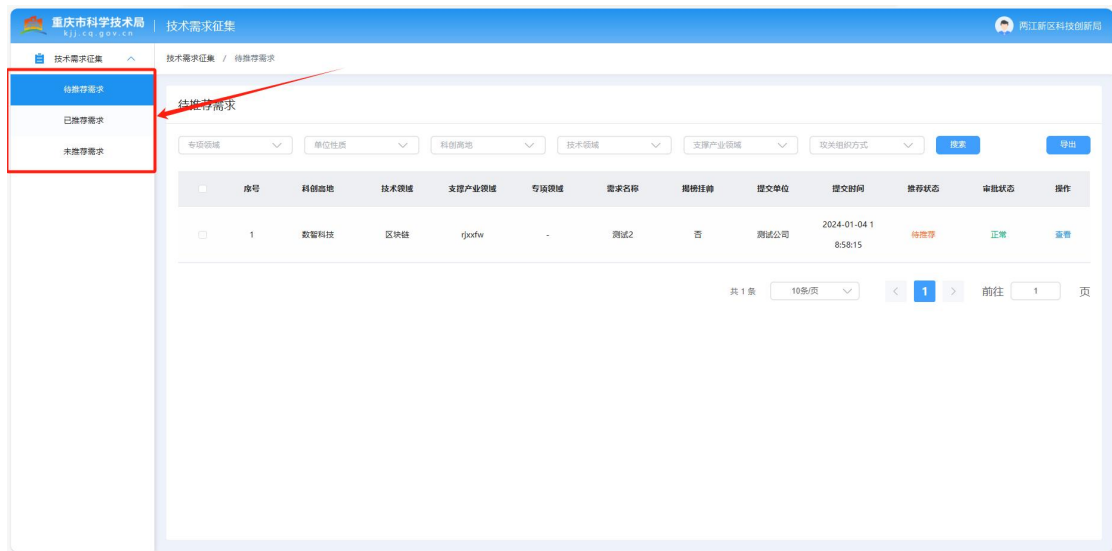 重庆市科学技术局 技术需求征集 两江新区科技创新局
kjj.cq.gov.cn
技术需求征集 技术需求征集 / 待推荐需求
待推荐需求
已推荐需求
未推荐需求
待推荐需求
专项领域 单位性质 科创高地 技术领域 支撑产业领域 攻关组织方式 搜索 导出
序号 科创高地 技术领域 支撑产业领域 专项领域 需求名称 揭榜挂帅 提交单位 提交时间 推荐状态 审批状态 操作
1 数智科技 区块链 rjxxfw - 测试2 否 测试公司 2024-01-04 1 待推荐 正常 查看
8:58:15
共 1 条 10条/页 < 1 > 前往 1 页